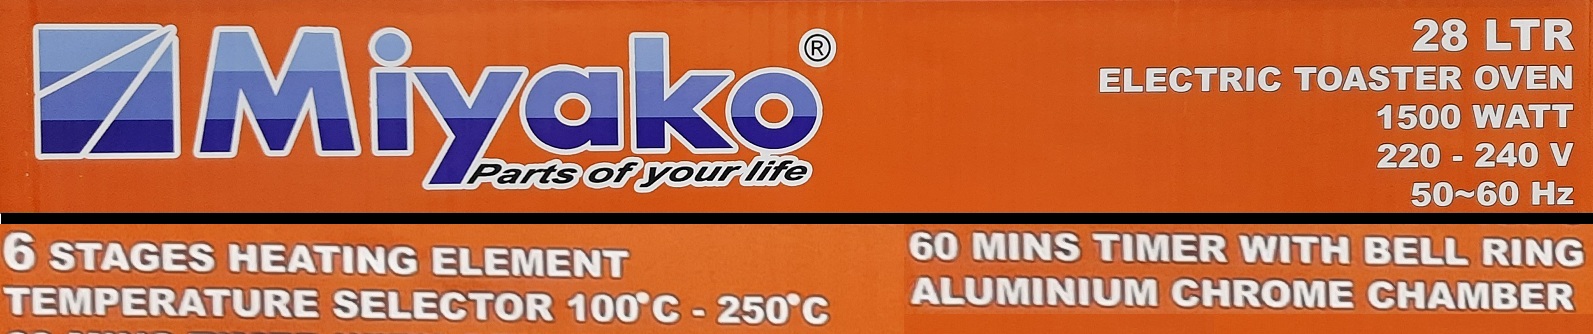 Miyako®
Parts of your life
28 LTR
ELECTRIC TOASTER OVEN
1500 WATT
220 - 240 V
50~60 Hz
6 STAGES HEATING ELEMENT
TEMPERATURE SELECTOR 100°C - 250°C
60 MINS TIMER WITH BELL RING
ALUMINIUM CHROME CHAMBER